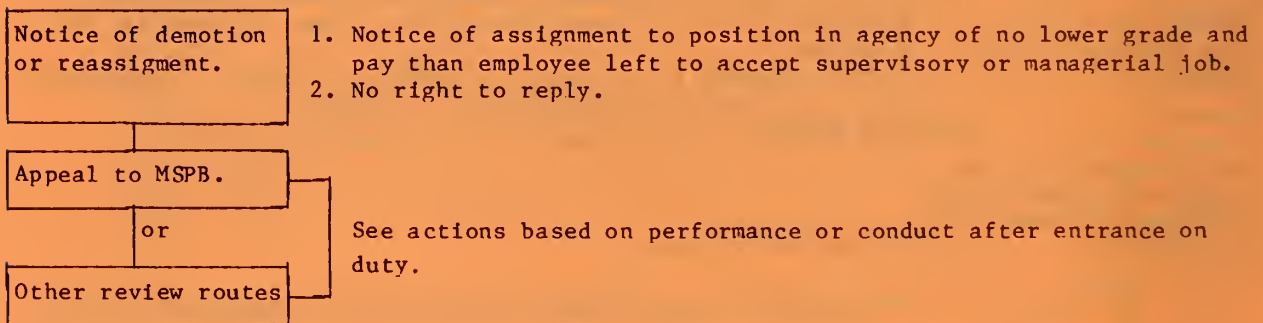 Notice of demotion
or reassigment.
1. Notice of assignment to position in agency of no lower grade and
pay than employee left to accept supervisory or managerial job.
2. No right to reply.
Appeal to MSPB.
or
See actions based on performance or conduct after entrance on
duty.
Other review routes